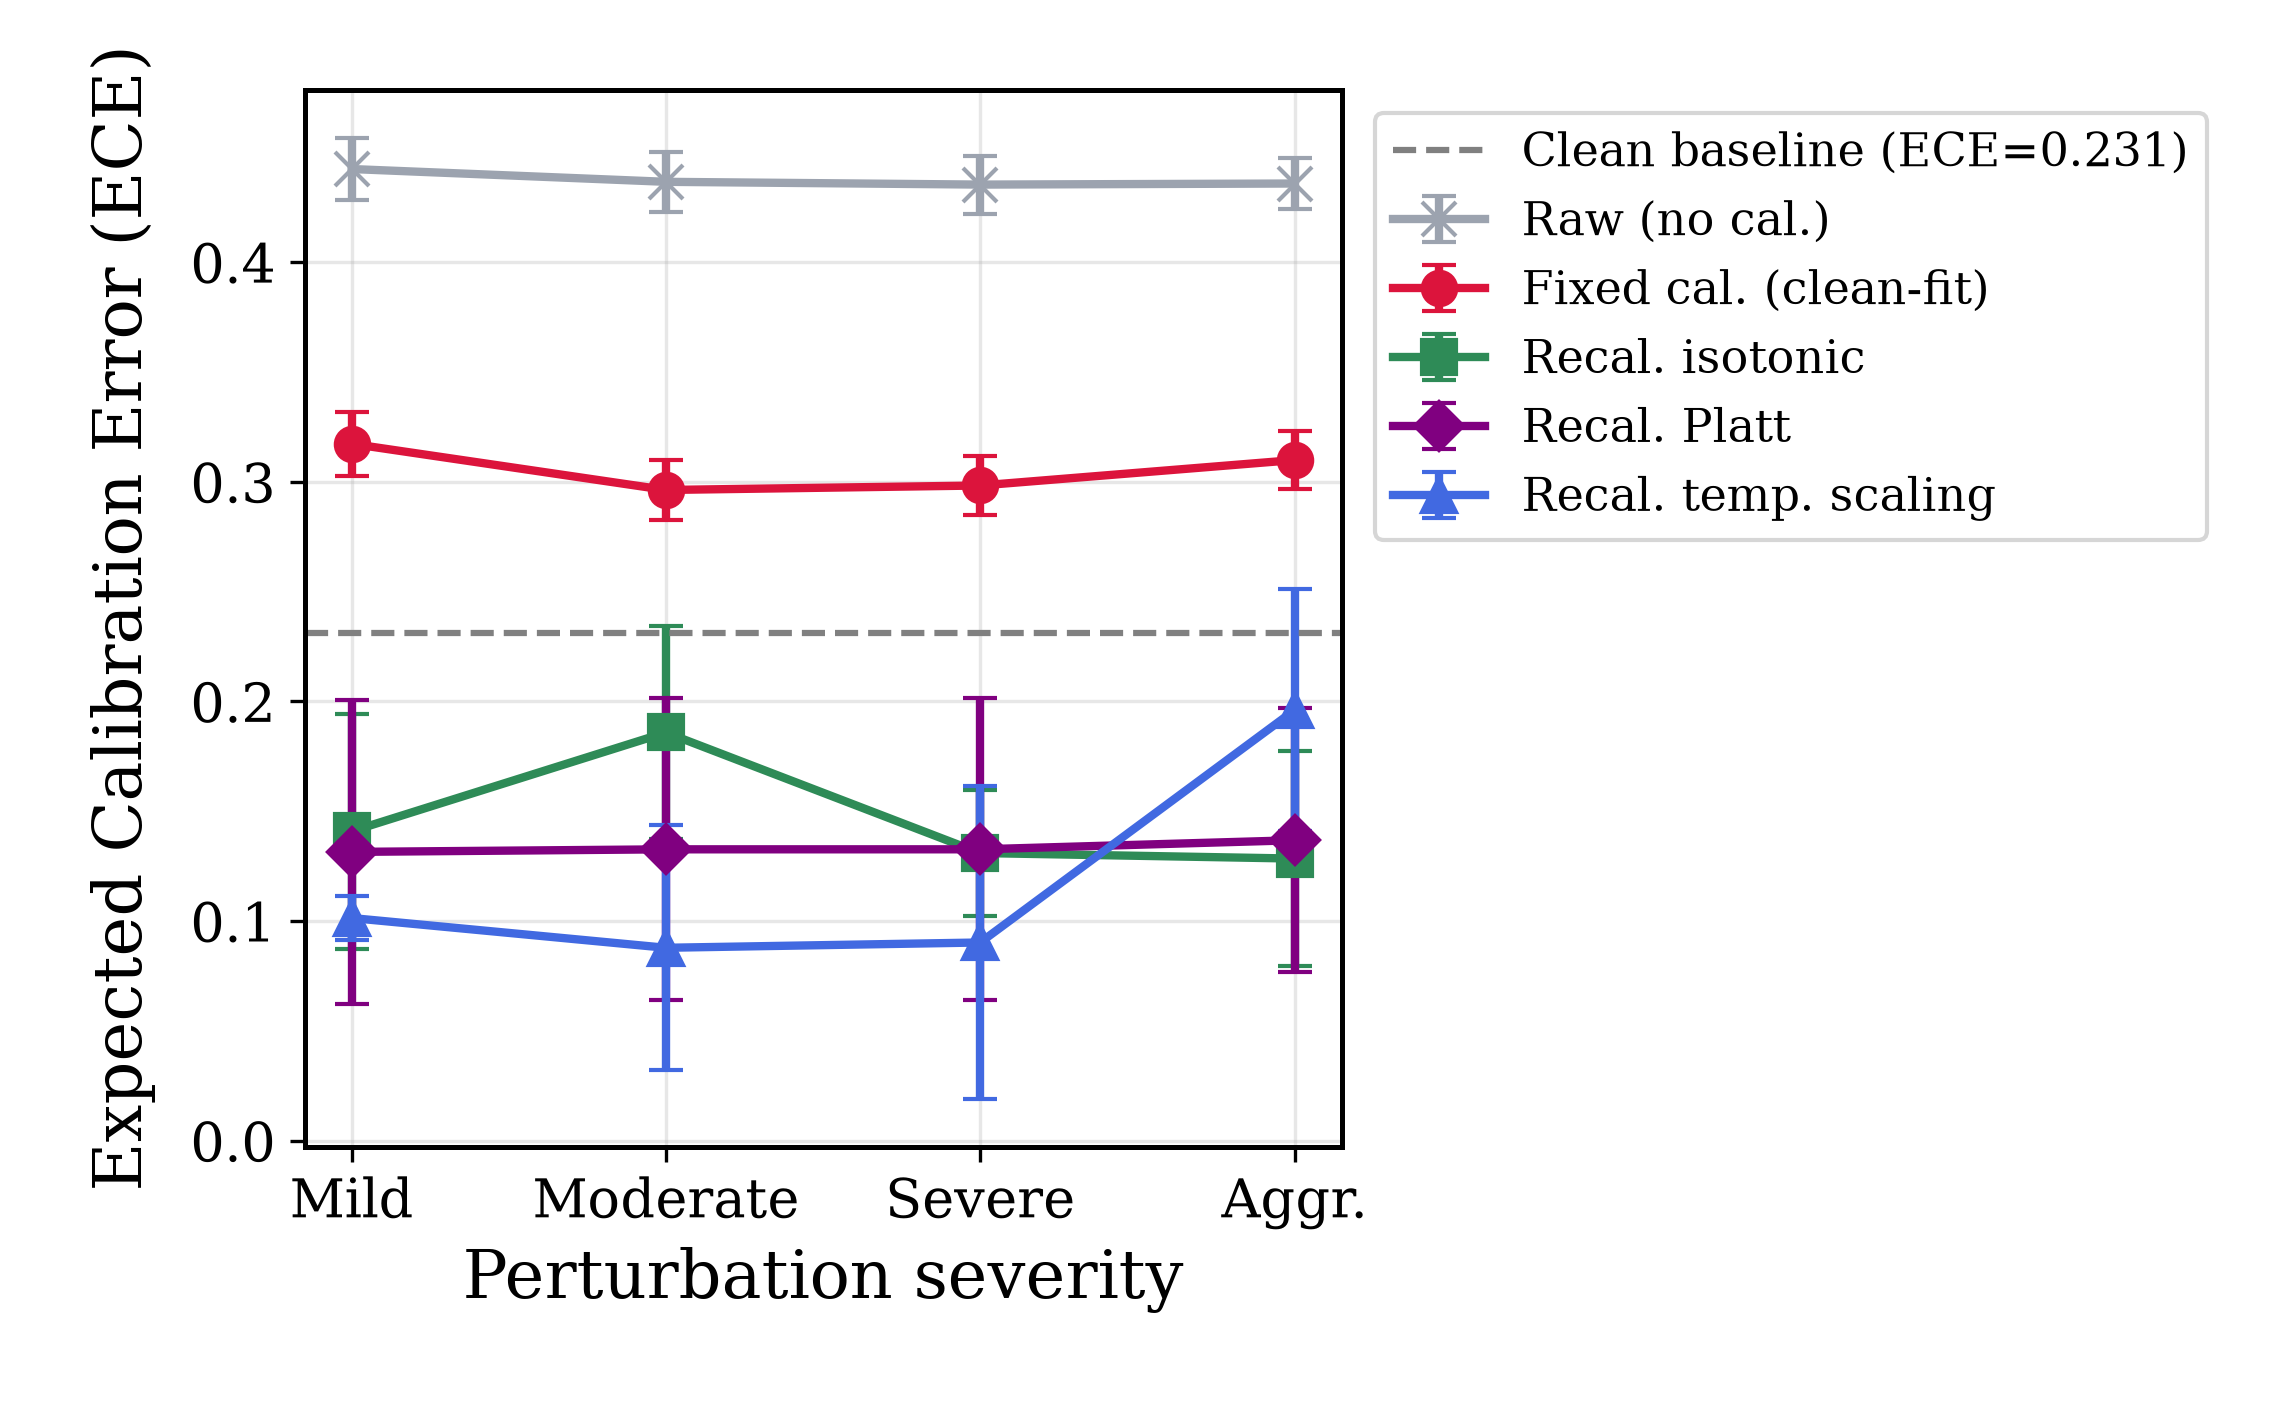 Expected Calibration Error (ECE)
0.4
0.3
0.2
0.1
0.0
Mild
Moderate
Severe
Aggr.
Perturbation severity
Clean baseline (ECE=0.231)
Raw (no cal.)
Fixed cal. (clean-fit)
Recal. isotonic
Recal. Platt
Recal. temp. scaling